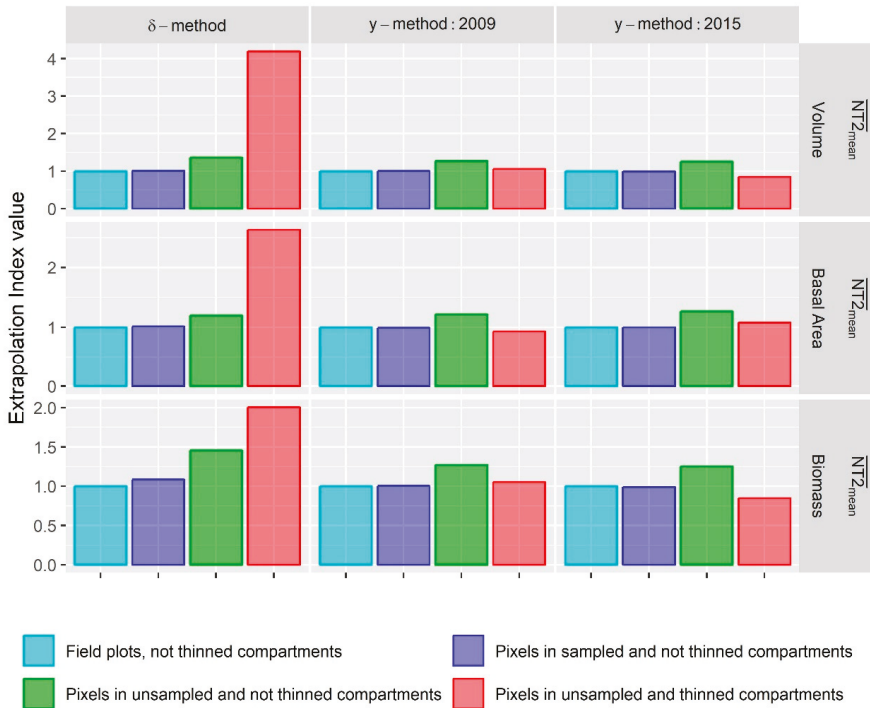 δ – method
y – method : 2009
y – method : 2015
Extrapolation Index value
4
3
2
1
0
Volume
NT2mean
2
1
0
Basal Area
NT2mean
2.0
1.5
1.0
0.5
0.0
Biomass
NT2mean
Field plots, not thinned compartments
Pixels in sampled and not thinned compartments
Pixels in unsampled and not thinned compartments
Pixels in unsampled and thinned compartments